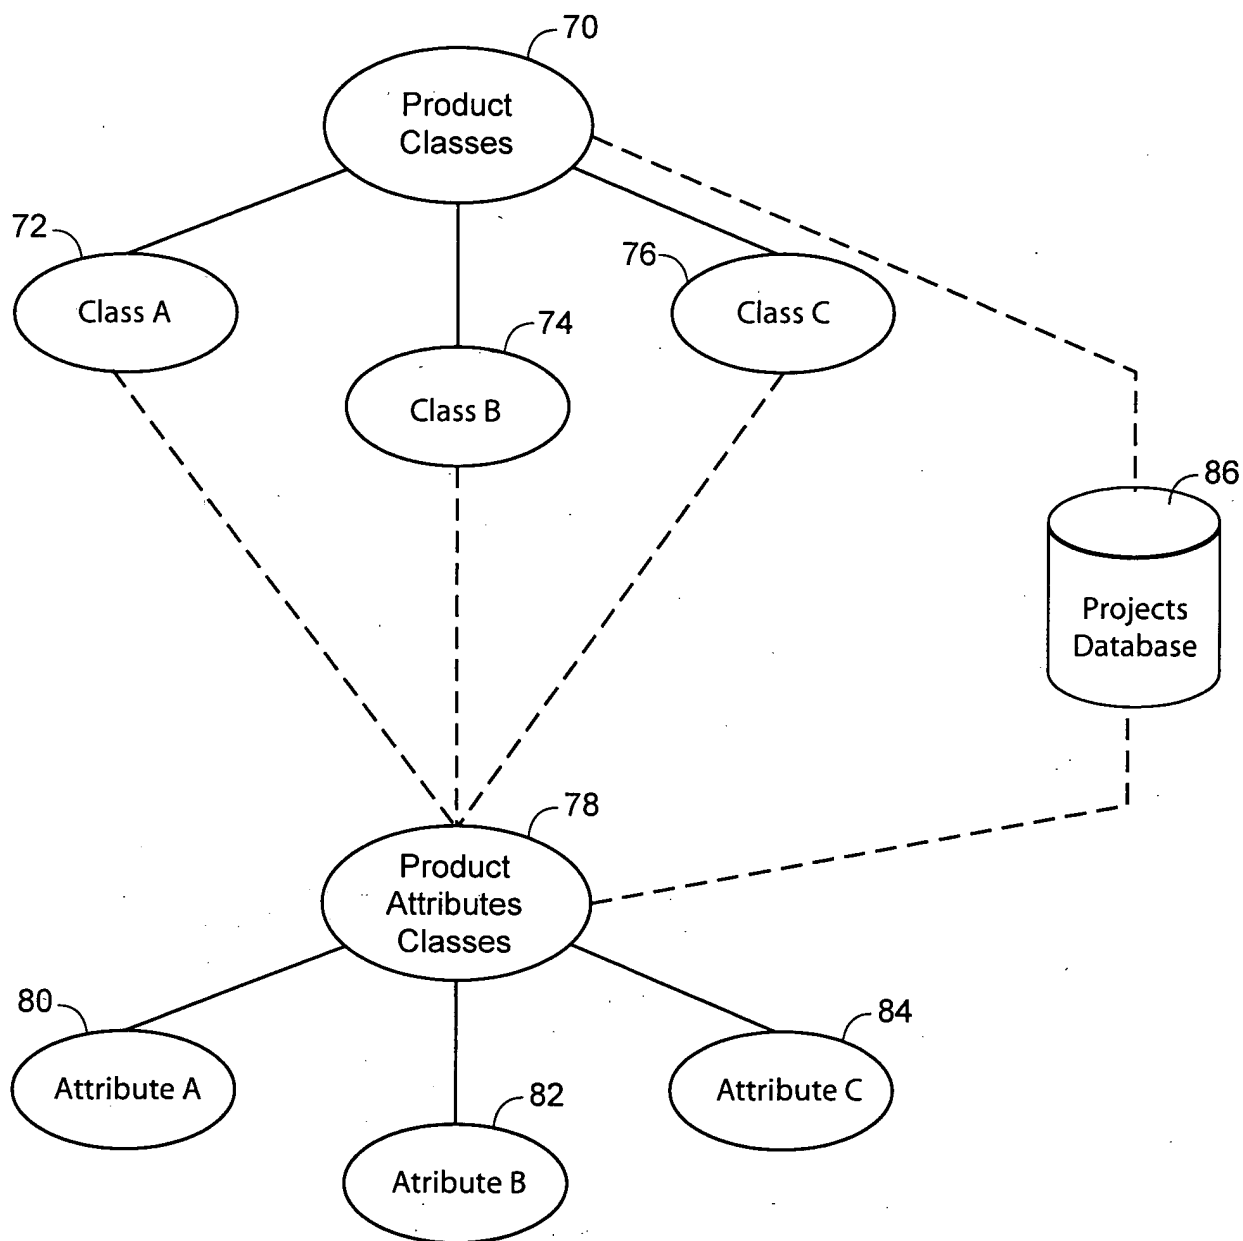 70
Product
Classes
72
Class A
76
Class C
74
Class B
86
Projects
Database
78
Product
Attributes
Classes
80
Attribute A
84
Attribute C
82
Atribute B